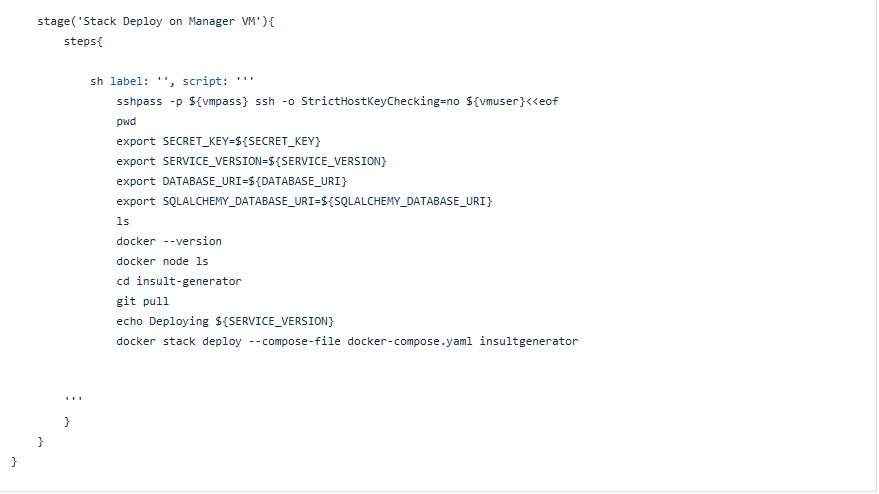 stage('Stack Deploy on Manager VM'){
steps{
sh label: '', script: '''
sshpass -p ${vmpass} ssh -o StrictHostKeyChecking=no ${vmuser}<<eof
pwd
export SECRET_KEY=${SECRET_KEY}
export SERVICE_VERSION=${SERVICE_VERSION}
export DATABASE_URI=${DATABASE_URI}
export SQLALCHEMY_DATABASE_URI=${SQLALCHEMY_DATABASE_URI}
ls
docker --version
docker node ls
cd insult-generator
git pull
echo Deploying ${SERVICE_VERSION}
docker stack deploy --compose-file docker-compose.yaml insultgenerator
'''
}
}
}